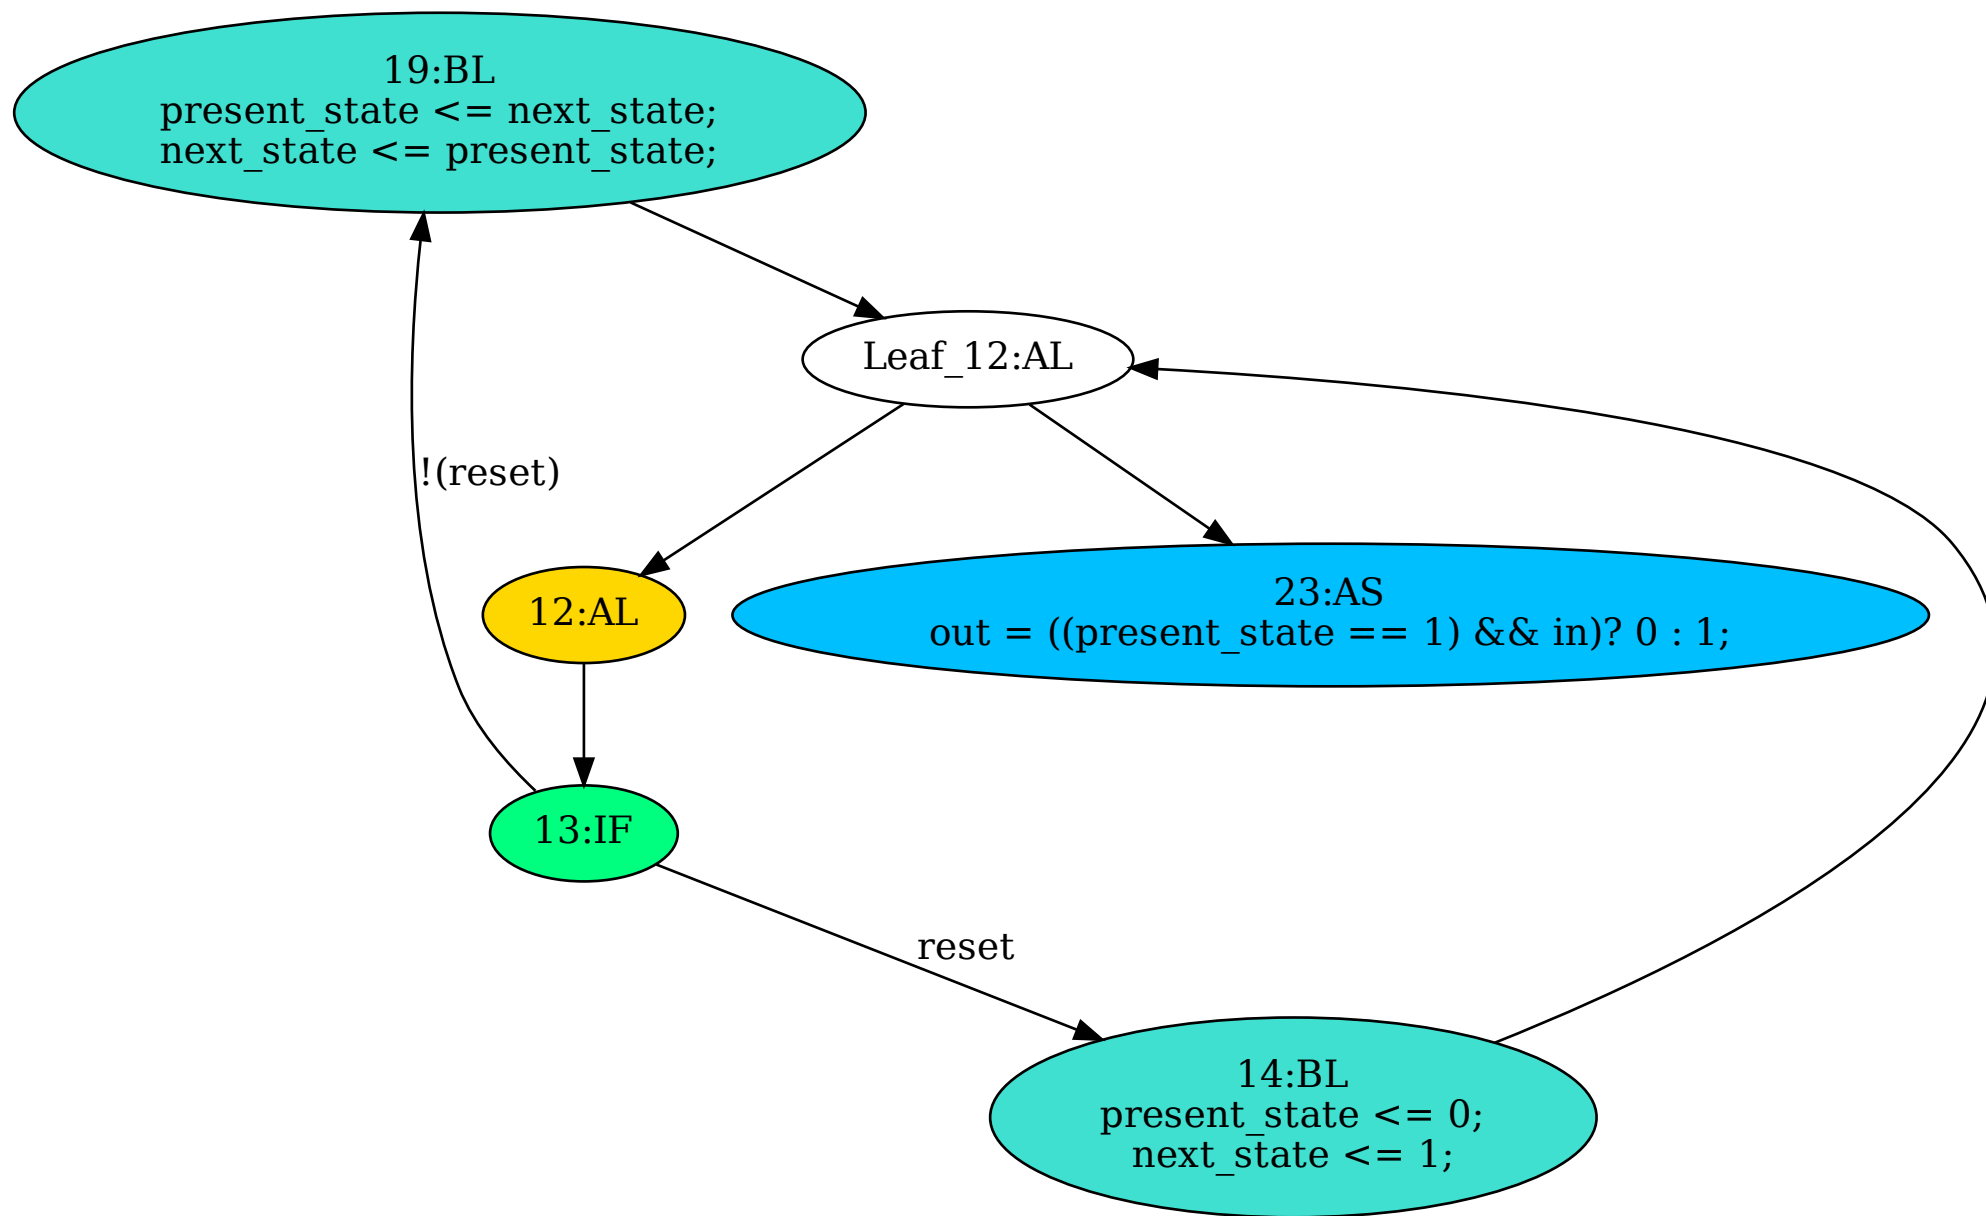 19:BL
present_state <= next_state;
next_state <= present_state;
Leaf_12:AL
!(reset)
12:AL
23:AS
out = ((present_state == 1) && in)? 0 : 1;
13:IF
reset
14:BL
present_state <= 0;
next_state <= 1;